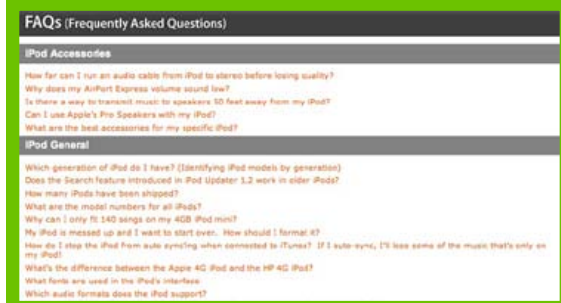 FAQs (Frequently Asked Questions)
iPod Accessories
How far can I run an audio cable from iPod to stereo before losing quality?
Why does my AirPort Express volume sound low?
Is there a way to transmit music to speakers 50 feet away from my iPod?
Can I use Apple's Pro Speakers with my iPod?
What are the best accessories for my specific iPod?
iPod General
Which generation of iPod do I have? (Identifying iPod models by generation)
Does the Search feature introduced in iPod Updater 1.2 work in older iPods?
How many iPods have been shipped?
What are the model numbers for all iPods?
Why can I only fit 140 songs on my 4GB iPod mini?
My iPod is messed up and I want to start over. How should I format it?
How do I stop the iPod from auto syncing when connected to iTunes? If I auto-sync, I'll lose some of the music that's only on
my iPod!
What's the difference between the Apple 4G iPod and the HP 4G iPod?
What fonts are used in the iPod's interface
Which audio formats does the iPod support?